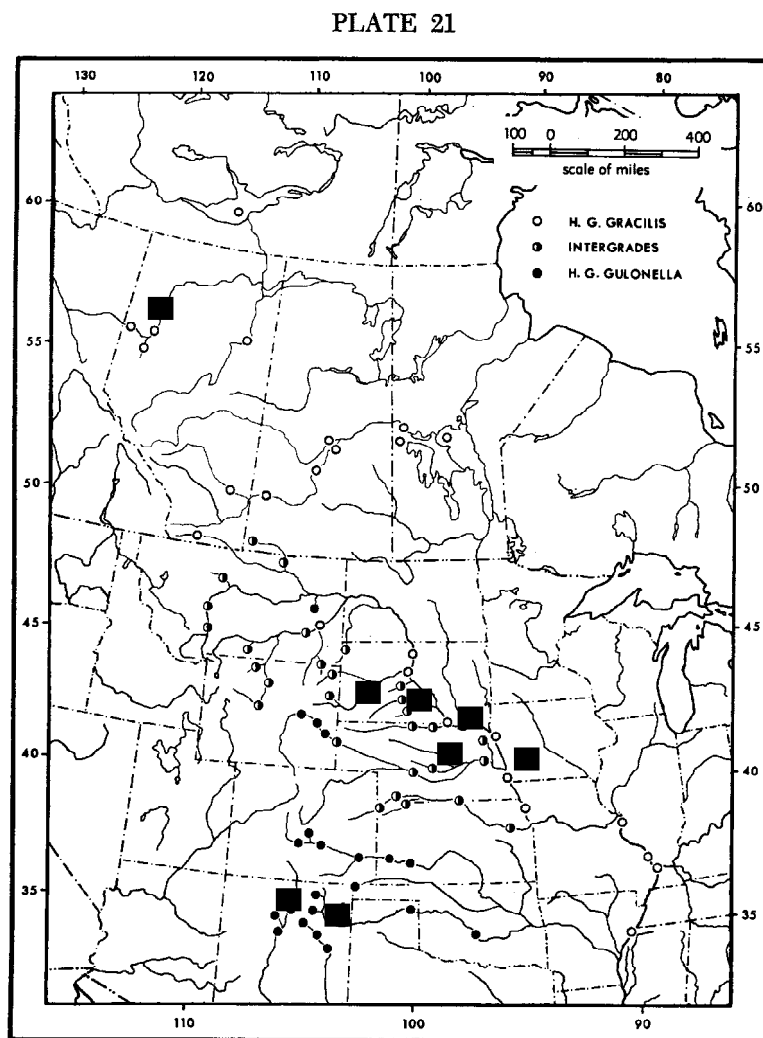 PLATE 21
130 120 110 100 90 80
100 0 200 400
scale of miles
60 60
H. G. GRACILIS
INTERGRADES
H. G. GULONELLA
55 55
50 50
45 45
40 40
35 35
110 100 90